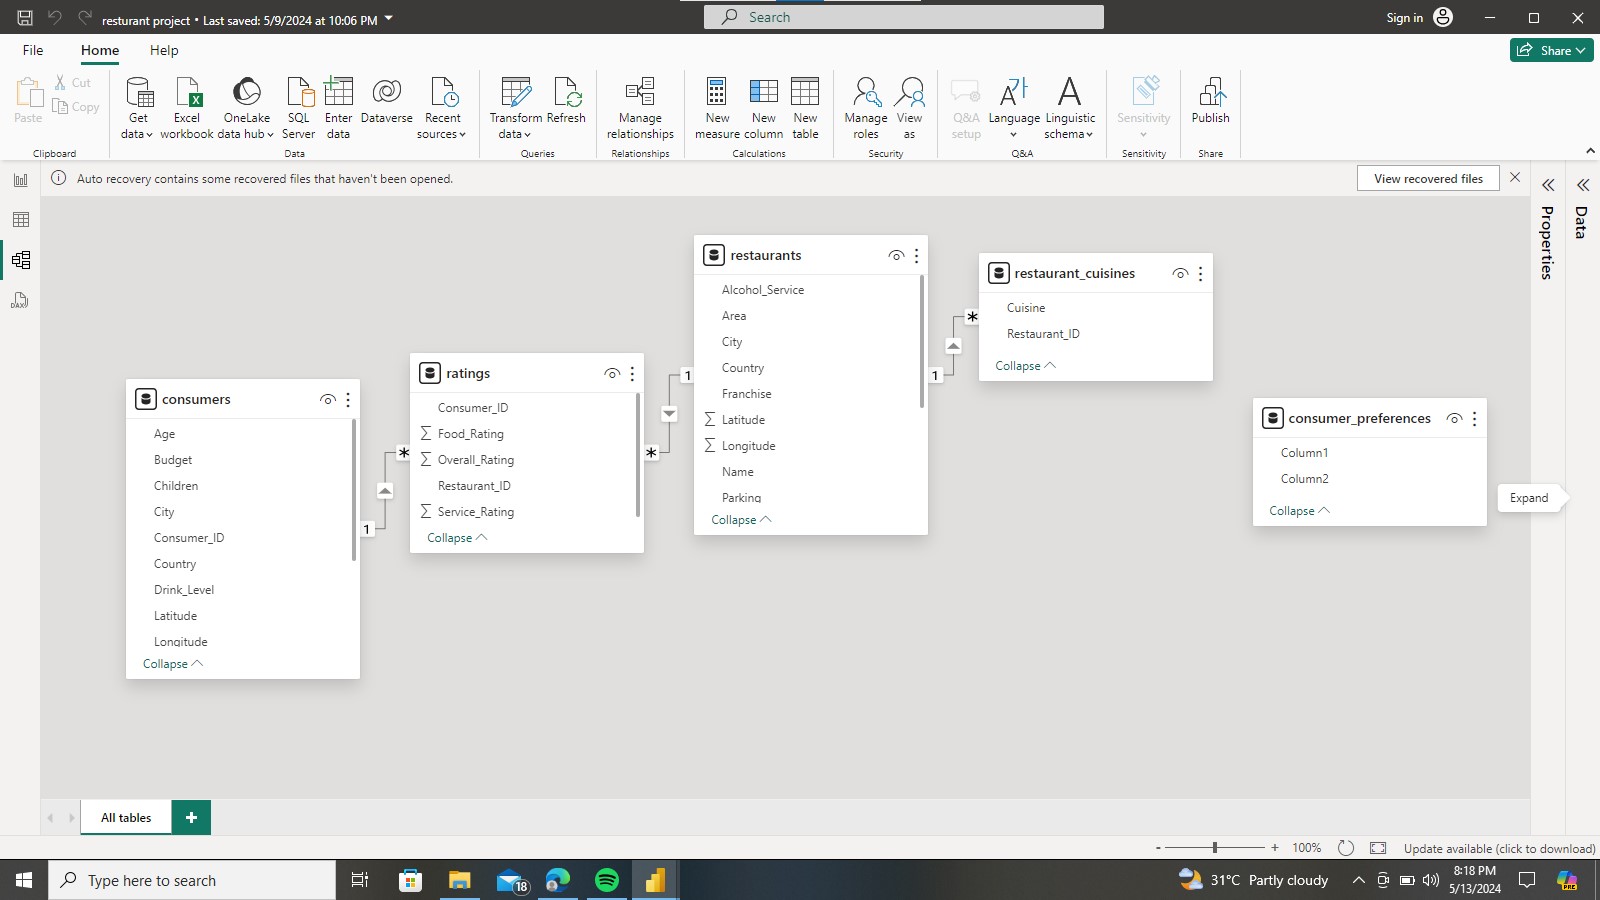 resturant project • Last saved: 5/9/2024 at 10:06 PM
Search
Sign in
File
Home
Help
Share
Paste
Cut
Copy
Clipboard
Get data
Excel workbook
OneLake data hub
SQL Server
Enter data
Dataverse
Recent sources
Data
Transform data
Refresh
Queries
Manage relationships
Relationships
New measure
New column
New table
Calculations
Manage roles
View as
Security
Q&A setup
Language
Linguistic schema
Q&A
Sensitivity
Sensitivity
Publish
Share
Auto recovery contains some recovered files that haven't been opened.
View recovered files
Properties
Data
DAX
consumers
Age
Budget
Children
City
Consumer_ID
Country
Drink_Level
Latitude
Longitude
Collapse
1
*
ratings
Consumer_ID
Σ Food_Rating
Σ Overall_Rating
Restaurant_ID
Σ Service_Rating
Collapse
*
1
restaurants
Alcohol_Service
Area
City
Country
Franchise
Σ Latitude
Σ Longitude
Name
Parking
Collapse
1
*
restaurant_cuisines
Cuisine
Restaurant_ID
Collapse
consumer_preferences
Column1
Column2
Collapse
Expand
All tables
+
- + 100%
Update available (click to download)
Type here to search
18
31°C Partly cloudy
8:18 PM
5/13/2024
PRE